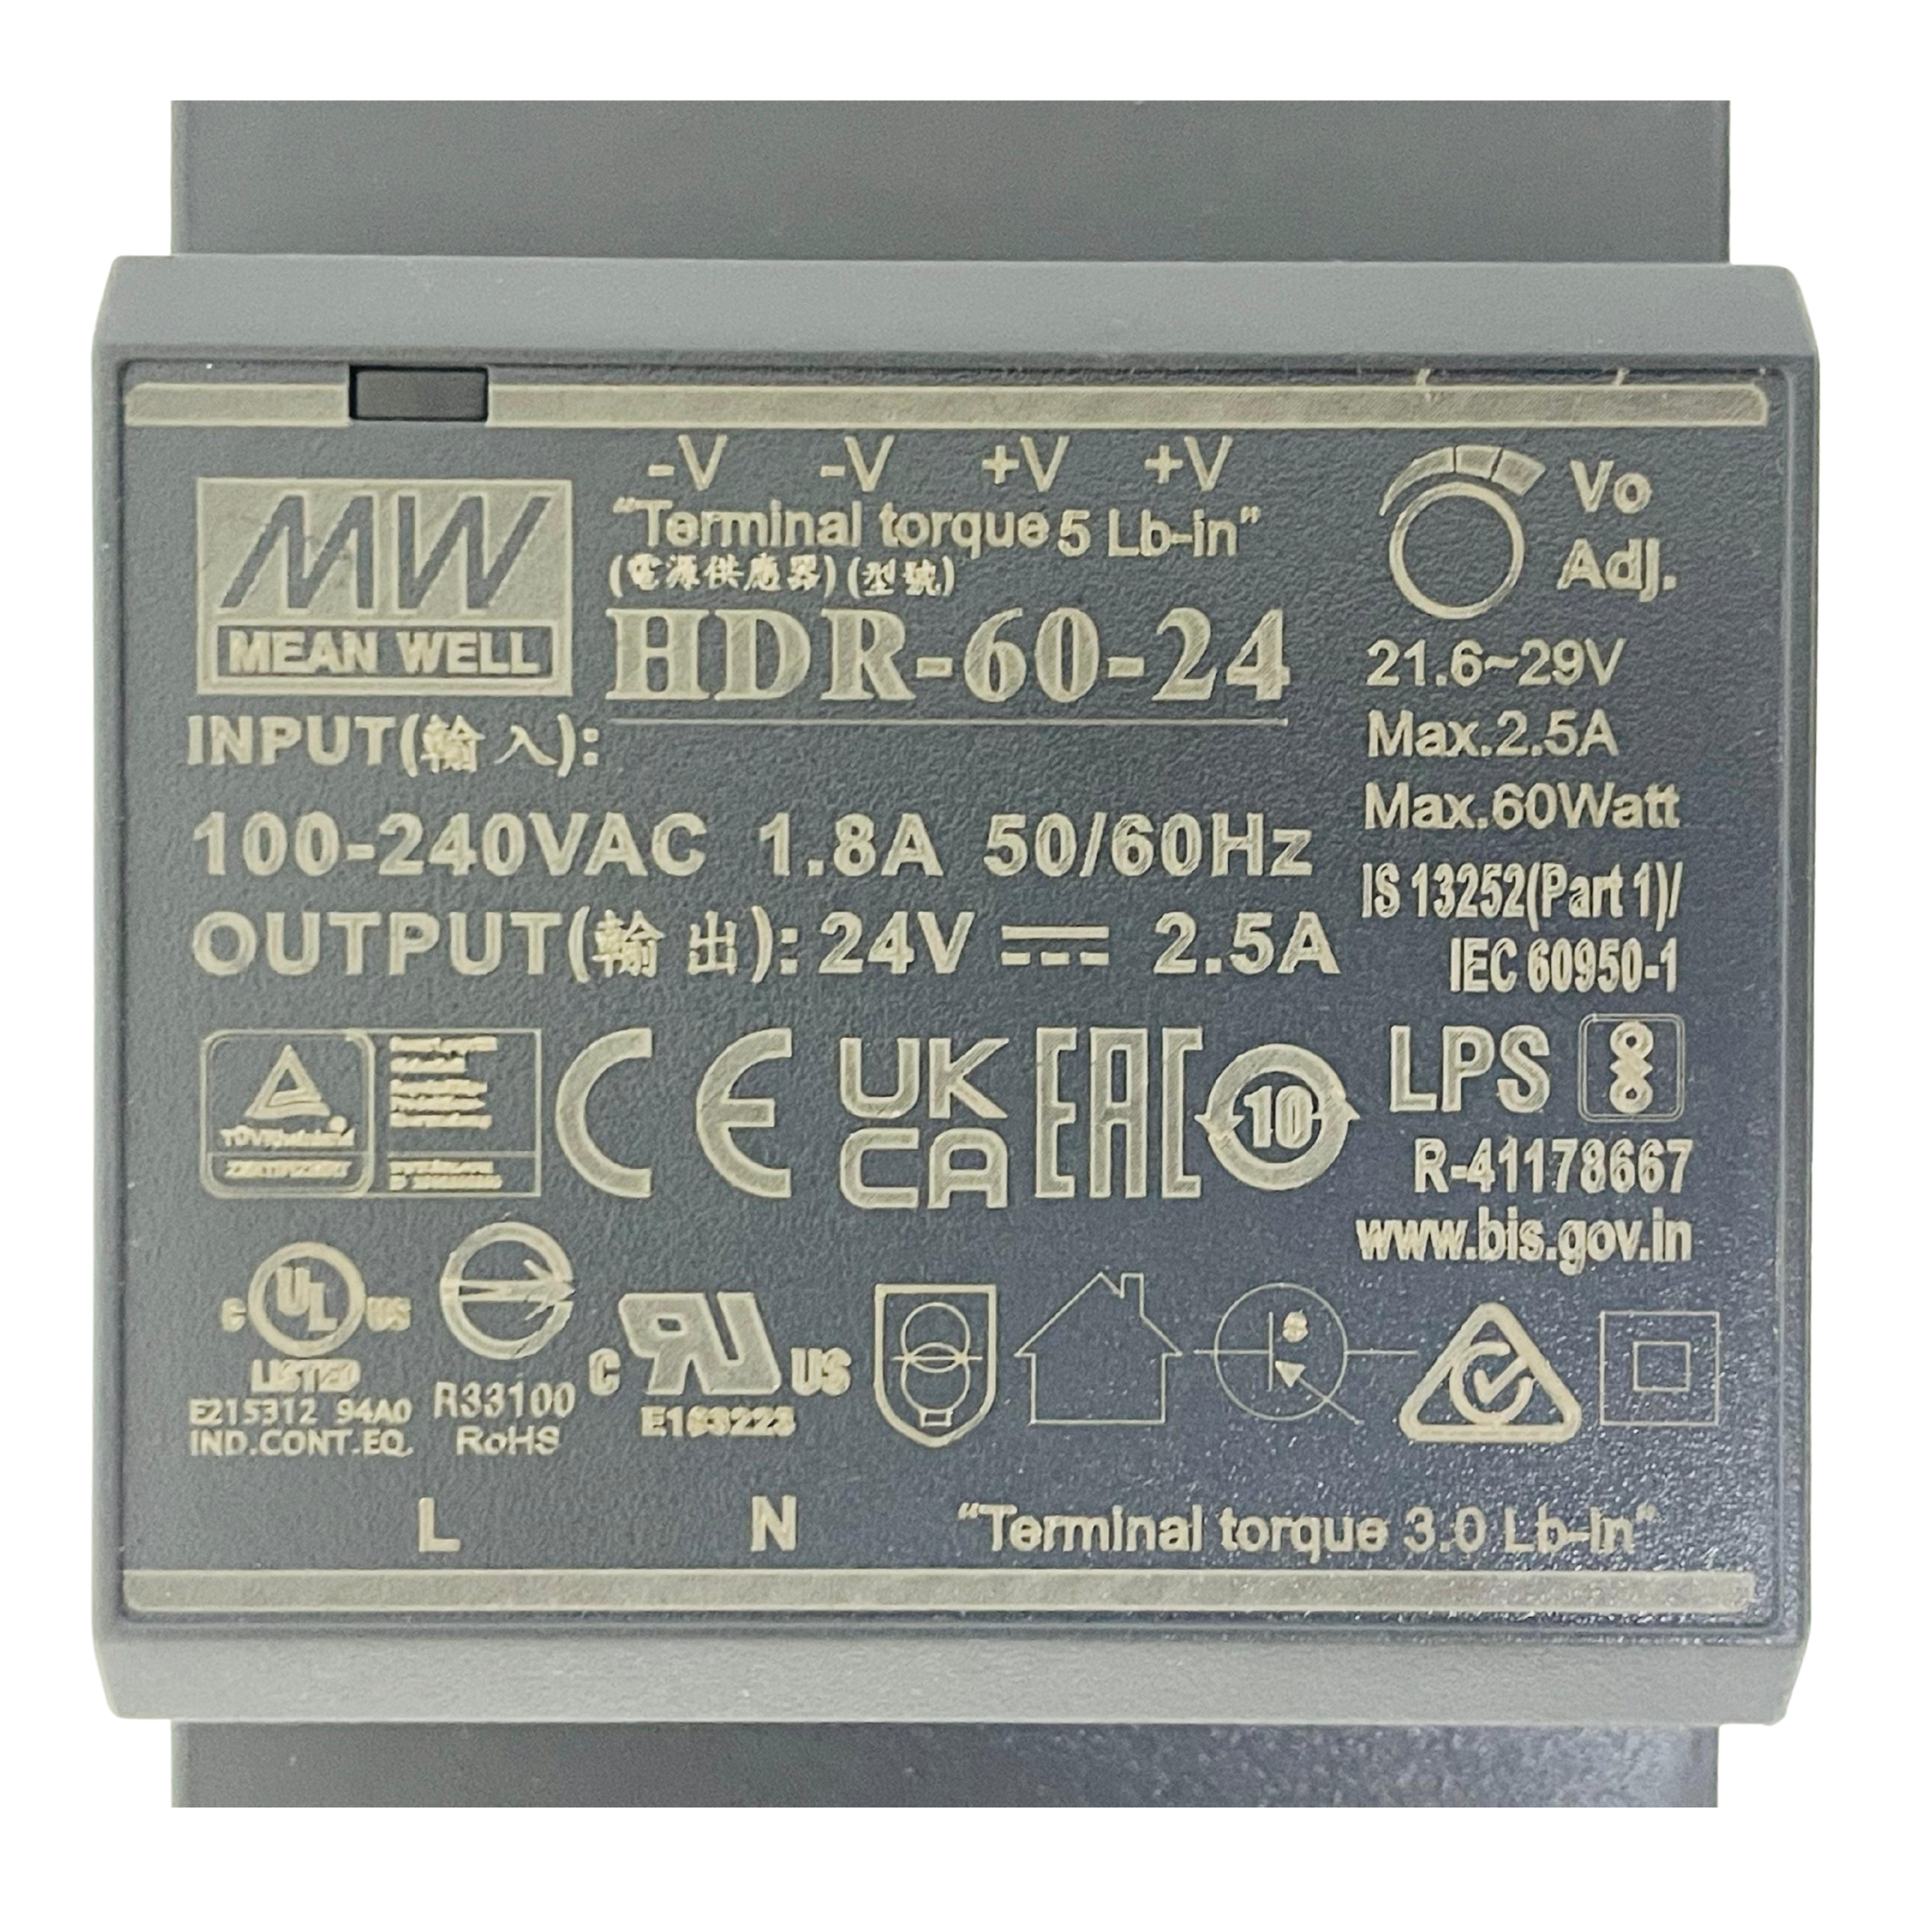 -V -V +V +V
"Terminal torque 5 Lb-in"
(電源供應器) (型號)
MW
MEAN WELL
HDR-60-24
Vo
Adj.
21.6~29V
Max.2.5A
Max.60Watt
INPUT(輸入):
100-240VAC 1.8A 50/60Hz
OUTPUT(輸出): 24V 2.5A
IS 13252(Part 1)/
IEC 60950-1
CE UK CA EAC 10
LPS
R-41178667
www.bis.gov.in
C UL US
LISTED
E215312 94A0
IND.CONT.EQ.
R33100
RoHS
C RU US
S
L N "Terminal torque 3.0 Lb-in"